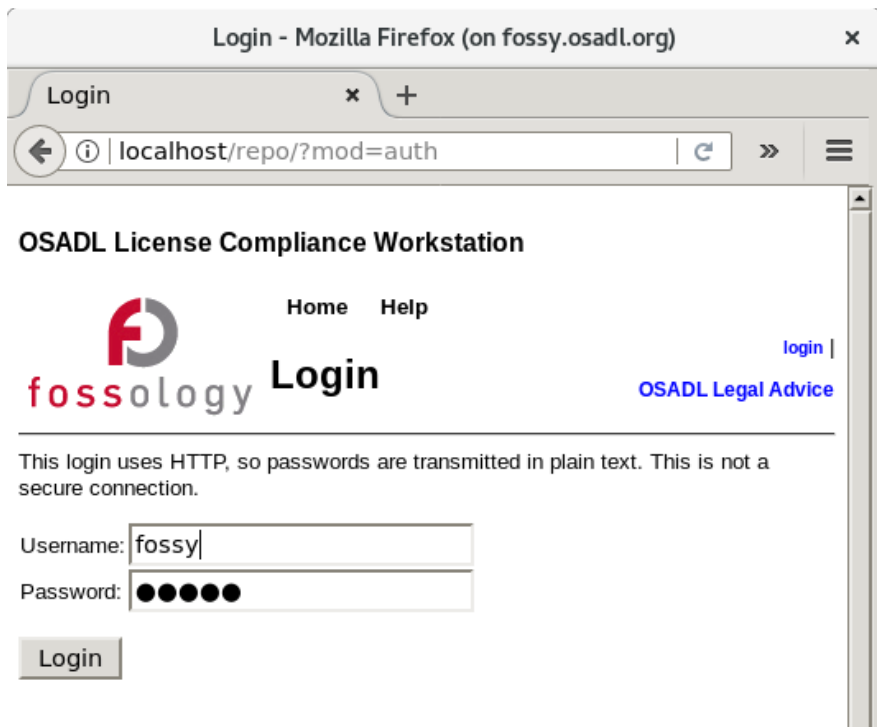 Login - Mozilla Firefox (on fossy.osadl.org)
Login
localhost/repo/?mod=auth
OSADL License Compliance Workstation
Home Help
login |
fossology Login
OSADL Legal Advice
This login uses HTTP, so passwords are transmitted in plain text. This is not a
secure connection.
Username: fossy
Password: ●●●●●
Login